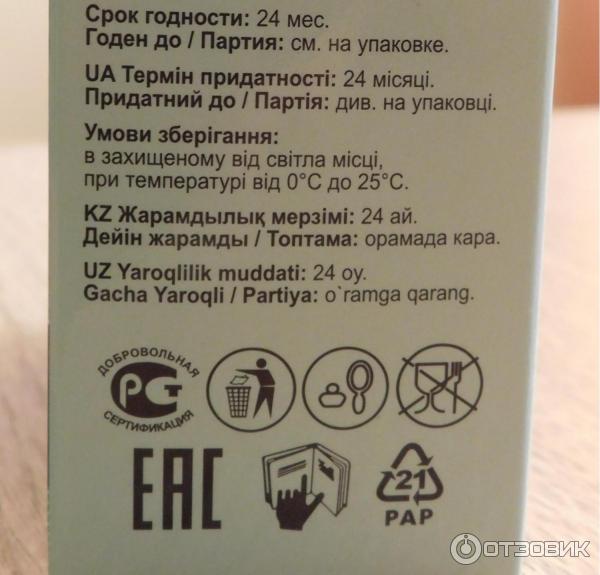 Срок годности: 24 мес.
Годен до / Партия: см. на упаковке.
UA Термін придатності: 24 місяці.
Придатний до / Партія: див. на упаковці.
Умови зберігання:
в захищеному від світла місці,
при температурі від 0°C до 25°C.
KZ Жарамдылық мерзімі: 24 ай.
Дейін жарамды / Топтама: орамада кара.
UZ Yaroqlilik muddati: 24 oy.
Gacha Yaroqli / Partiya: o`ramga qarang.
ДОБРОВОЛЬНАЯ
РСТ
СЕРТИФИКАЦИЯ
EAC
21
PAP
ОТЗОВИК